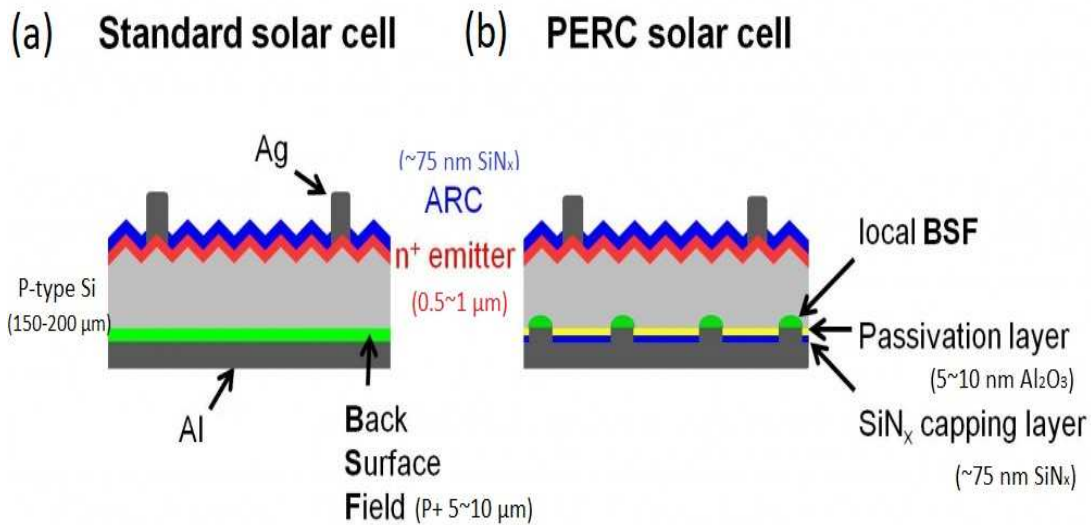 (a) Standard solar cell
(b) PERC solar cell
Ag
(~75 nm SiNₓ)
ARC
n⁺ emitter
(0.5~1 μm)
P-type Si
(150-200 μm)
Al
Back
Surface
Field (P+ 5~10 μm)
local BSF
Passivation layer
(5~10 nm Al₂O₃)
SiNₓ capping layer
(~75 nm SiNₓ)